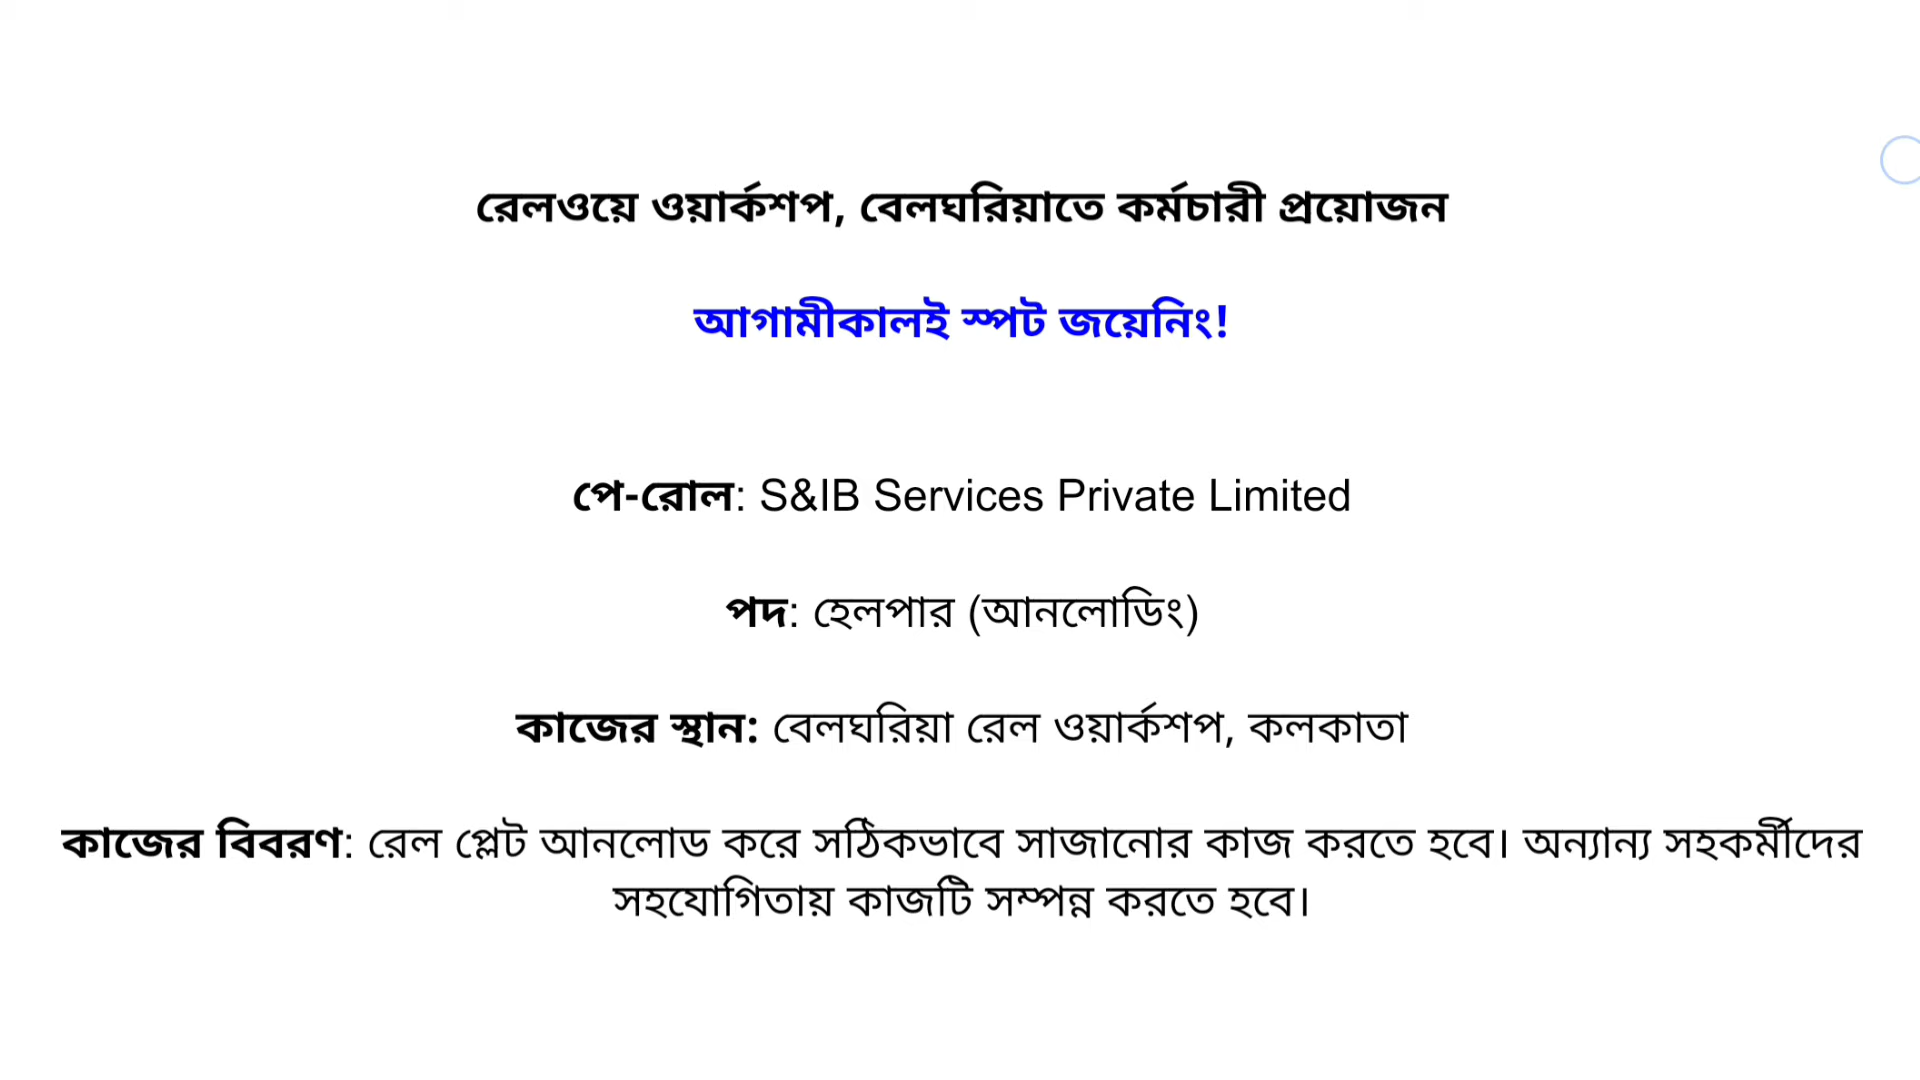 রেলওয়ে ওয়ার্কশপ, বেলঘরিয়াতে কর্মচারী প্রয়োজন
আগামীকালই স্পট জয়েনিং!
পে-রোল: S&IB Services Private Limited
পদ: হেলপার (আনলোডিং)
কাজের স্থান: বেলঘরিয়া রেল ওয়ার্কশপ, কলকাতা
কাজের বিবরণ: রেল প্লেট আনলোড করে সঠিকভাবে সাজানোর কাজ করতে হবে। অন্যান্য সহকর্মীদের
সহযোগিতায় কাজটি সম্পন্ন করতে হবে।